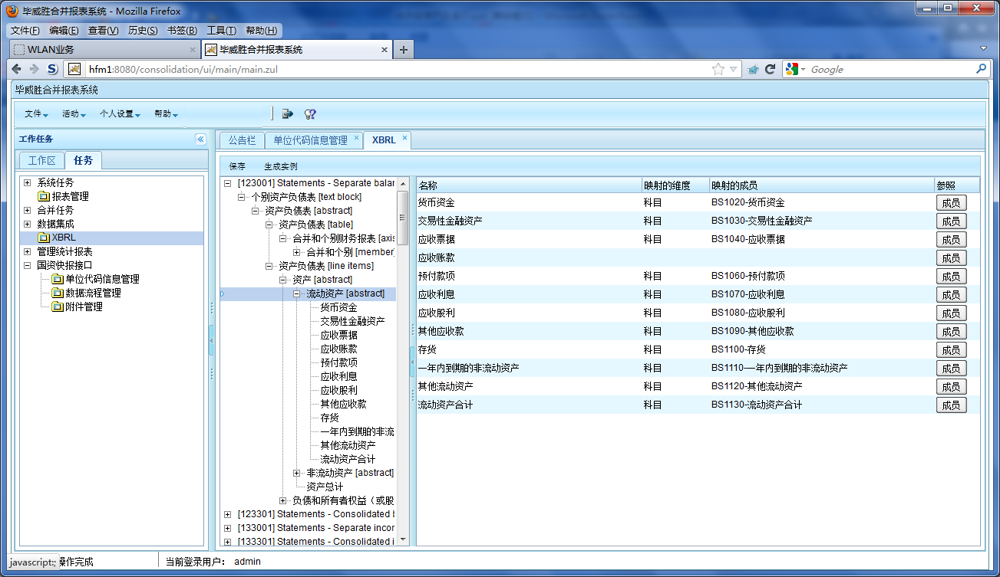 毕威胜合并报表系统 - Mozilla Firefox
文件(F) 编辑(E) 查看(V) 历史(S) 书签(B) 工具(T) 帮助(H)
WLAN业务 × 毕威胜合并报表系统 × +
hfm1:8080/consolidation/ui/main/main.zul Google
毕威胜合并报表系统
文件 活动 个人设置 帮助
工作任务
公告栏 单位代码信息管理 × XBRL ×
工作区 任务
保存 生成实例
系统任务
报表管理
合并任务
数据集成
XBRL
管理统计报表
国资快报接口
单位代码信息管理
数据流程管理
附件管理
[123001] Statements - Separate balar
个别资产负债表 [text block]
资产负债表 [abstract]
资产负债表 [table]
合并和个别财务报表 [axis
合并和个别 [member]
资产负债表 [line items]
资产 [abstract]
流动资产 [abstract]
货币资金
交易性金融资产
应收票据
应收账款
预付款项
应收利息
应收股利
其他应收款
存货
一年内到期的非流
其他流动资产
流动资产合计
非流动资产 [abstract]
资产总计
负债和所有者权益（或股
[123301] Statements - Consolidated b
[133001] Statements - Separate incor
[133301] Statements - Consolidated i
名称 映射的维度 映射的成员 参照
货币资金 科目 BS1020-货币资金 成员
交易性金融资产 科目 BS1030-交易性金融资产 成员
应收票据 科目 BS1040-应收票据 成员
应收账款 成员
预付款项 科目 BS1060-预付款项 成员
应收利息 科目 BS1070-应收利息 成员
应收股利 科目 BS1080-应收股利 成员
其他应收款 科目 BS1090-其他应收款 成员
存货 科目 BS1100-存货 成员
一年内到期的非流动资产 科目 BS1110-一年内到期的非流动资产 成员
其他流动资产 科目 BS1120-其他流动资产 成员
流动资产合计 科目 BS1130-流动资产合计 成员
javascript:; 操作完成 当前登录用户： admin